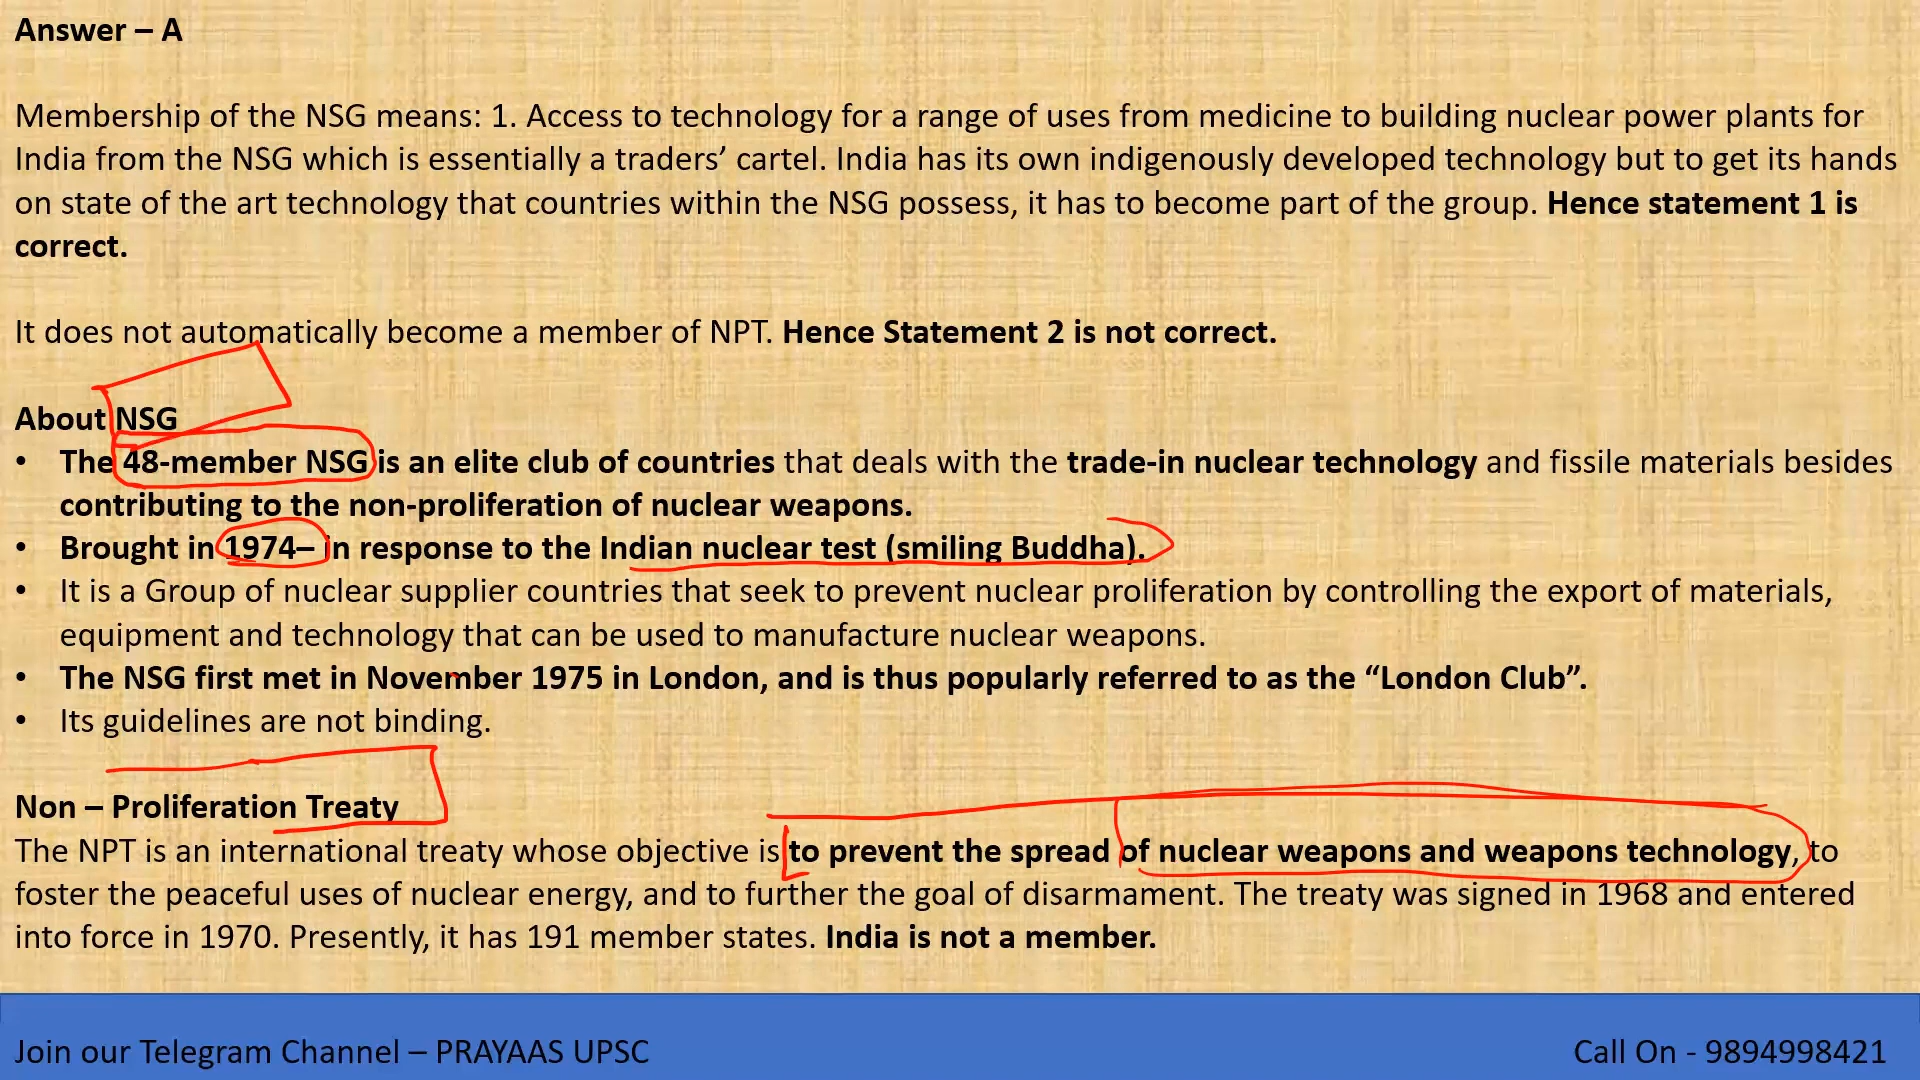 Answer – A
Membership of the NSG means: 1. Access to technology for a range of uses from medicine to building nuclear power plants for
India from the NSG which is essentially a traders’ cartel. India has its own indigenously developed technology but to get its hands
on state of the art technology that countries within the NSG possess, it has to become part of the group. Hence statement 1 is
correct.
It does not automatically become a member of NPT. Hence Statement 2 is not correct.
About NSG
• The 48-member NSG is an elite club of countries that deals with the trade-in nuclear technology and fissile materials besides
contributing to the non-proliferation of nuclear weapons.
• Brought in 1974– in response to the Indian nuclear test (smiling Buddha).
• It is a Group of nuclear supplier countries that seek to prevent nuclear proliferation by controlling the export of materials,
equipment and technology that can be used to manufacture nuclear weapons.
• The NSG first met in November 1975 in London, and is thus popularly referred to as the “London Club”.
• Its guidelines are not binding.
Non – Proliferation Treaty
The NPT is an international treaty whose objective is to prevent the spread of nuclear weapons and weapons technology, to
foster the peaceful uses of nuclear energy, and to further the goal of disarmament. The treaty was signed in 1968 and entered
into force in 1970. Presently, it has 191 member states. India is not a member.
Join our Telegram Channel – PRAYAAS UPSC
Call On - 9894998421